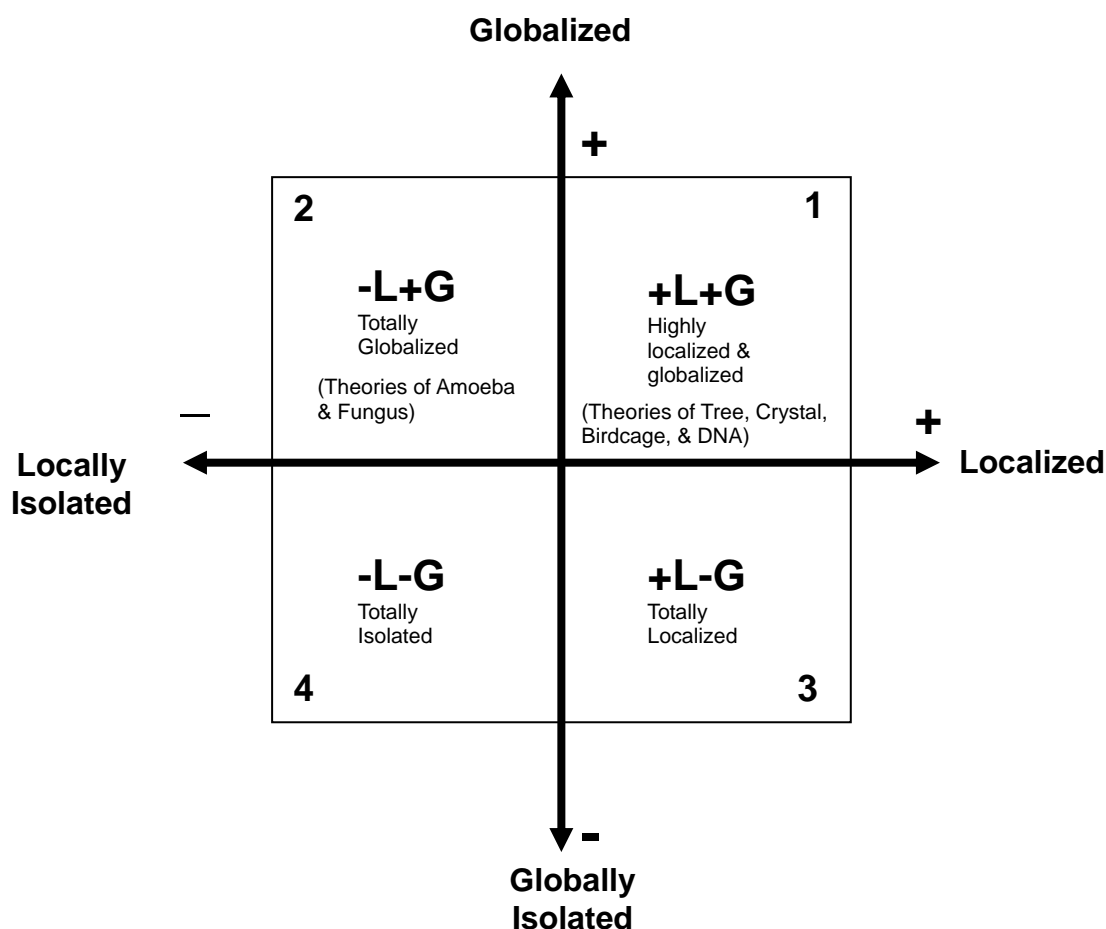 Globalized
+
2
1
-L+G
Totally
Globalized
(Theories of Amoeba
& Fungus)
+L+G
Highly
localized &
globalized
(Theories of Tree, Crystal,
Birdcage, & DNA)
—
+
Locally
Isolated
Localized
-L-G
Totally
Isolated
+L-G
Totally
Localized
4
3
-
Globally
Isolated